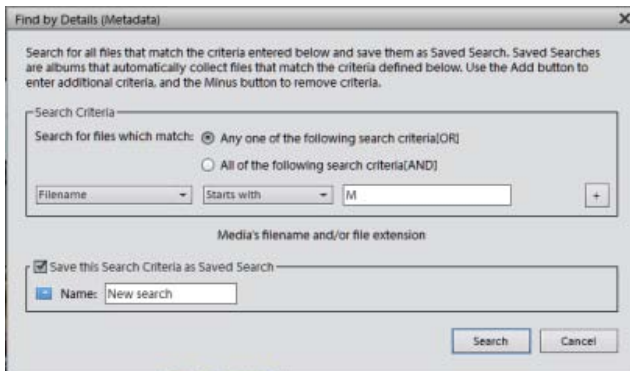 Find by Details (Metadata)
Search for all files that match the criteria entered below and save them as Saved Search. Saved Searches
are albums that automatically collect files that match the criteria defined below. Use the Add button to
enter additional criteria, and the Minus button to remove criteria.
Search Criteria
Search for files which match: Any one of the following search criteria[OR]
All of the following search criteria[AND]
Filename Starts with M +
Media's filename and/or file extension
Save this Search Criteria as Saved Search
Name: New search
Search Cancel